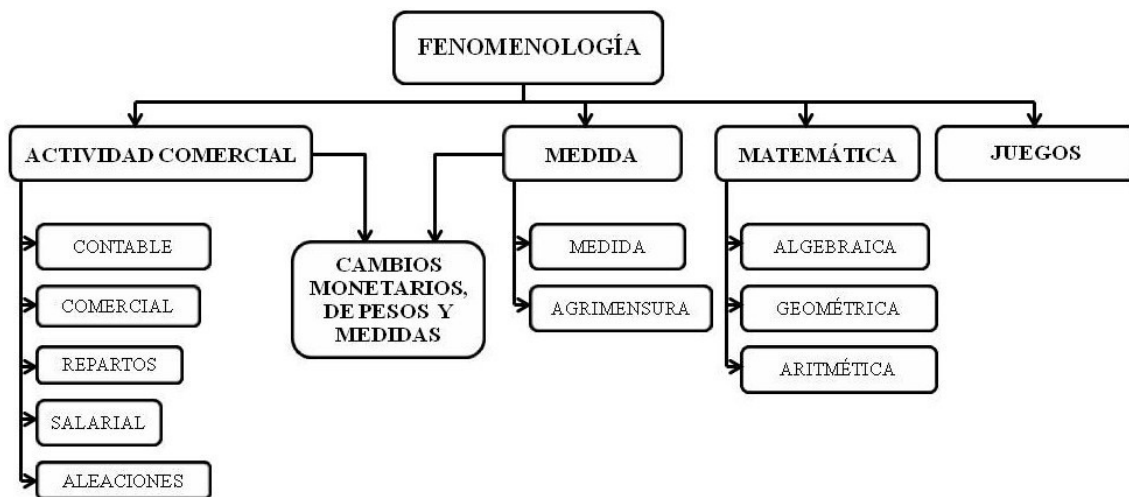 FENOMENOLOGÍA
ACTIVIDAD COMERCIAL
MEDIDA
MATEMÁTICA
JUEGOS
CONTABLE
COMERCIAL
REPARTOS
SALARIAL
ALEACIONES
CAMBIOS
MONETARIOS,
DE PESOS Y
MEDIDAS
MEDIDA
AGRIMENSURA
ALGEBRAICA
GEOMÉTRICA
ARITMÉTICA